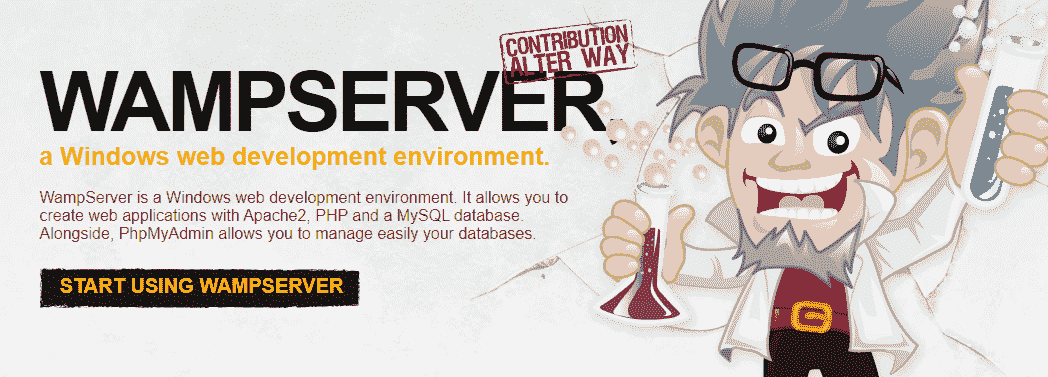 CONTRIBUTION
ALTER WAY
WAMPSERVER
a Windows web development environment.
WampServer is a Windows web development environment. It allows you to
create web applications with Apache2, PHP and a MySQL database.
Alongside, PhpMyAdmin allows you to manage easily your databases.
START USING WAMPSERVER